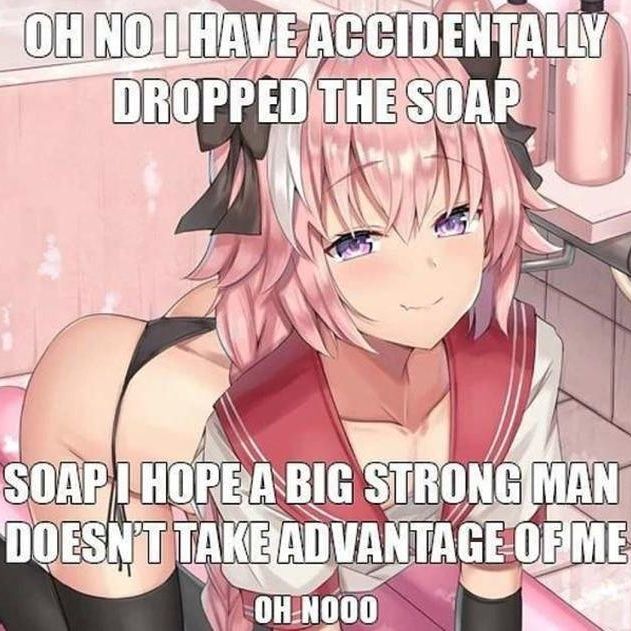 OH NO I HAVE ACCIDENTALLY
DROPPED THE SOAP
SOAP I HOPE A BIG STRONG MAN
DOESN'T TAKE ADVANTAGE OF ME
OH NOOO